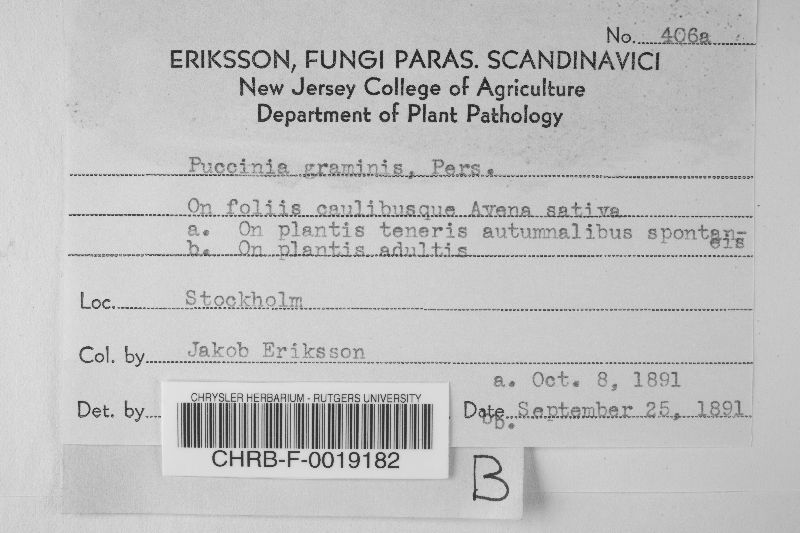 No. 406a
ERIKSSON, FUNGI PARAS. SCANDINAVICI
New Jersey College of Agriculture
Department of Plant Pathology
Puccinia graminis, Pers.
On foliis caulibusque Avena sativa
a. On plantis teneris autumnalibus spontan-
eis
b. On plantis adultis
Loc. Stockholm
Col. by Jakob Eriksson
a. Oct. 8, 1891
Det. by
Date September 25, 1891
b.
CHRYSLER HERBARIUM - RUTGERS UNIVERSITY
CHRB-F-0019182
B